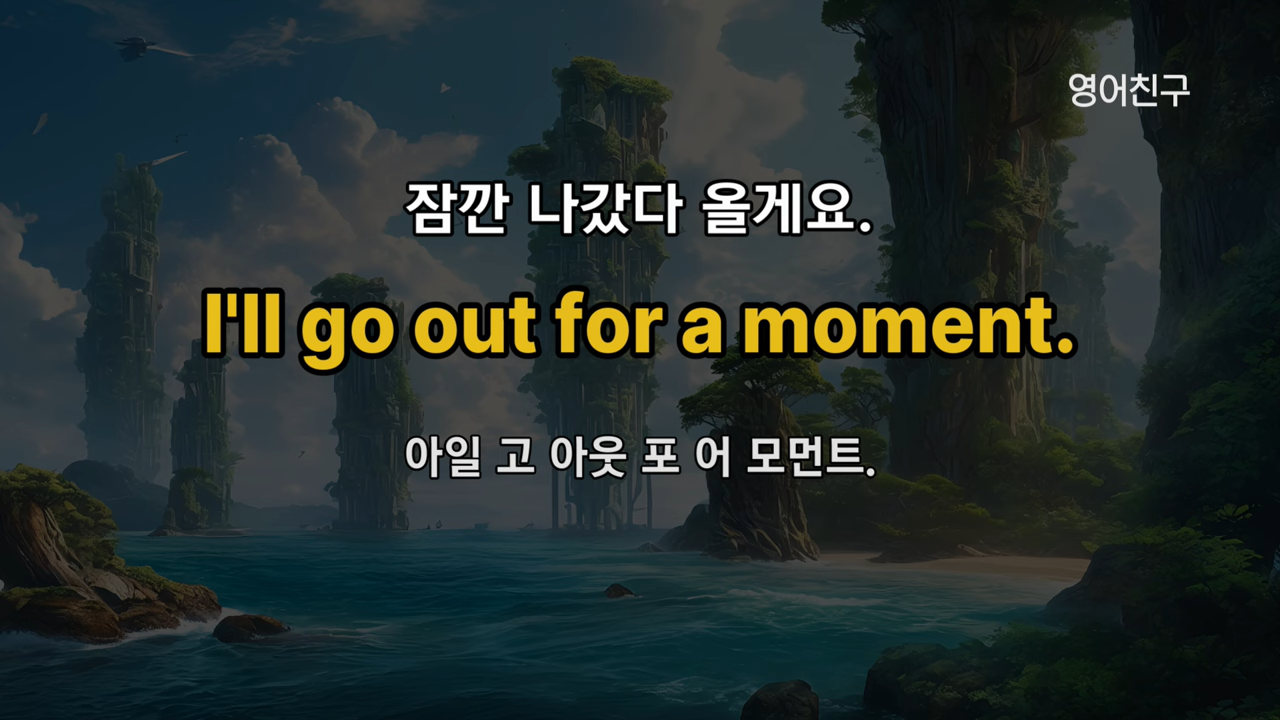 영어친구
잠깐 나갔다 올게요.
I'll go out for a moment.
아일 고 아웃 포 어 모먼트.